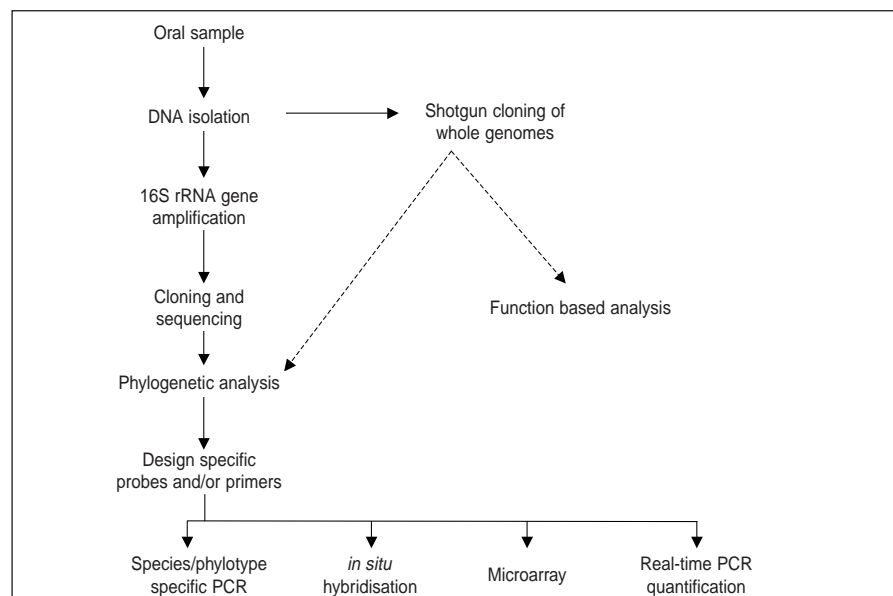 Oral sample
DNA isolation
Shotgun cloning of
whole genomes
16S rRNA gene
amplification
Cloning and
sequencing
Function based analysis
Phylogenetic analysis
Design specific
probes and/or primers
Species/phylotype
specific PCR
in situ
hybridisation
Microarray
Real-time PCR
quantification